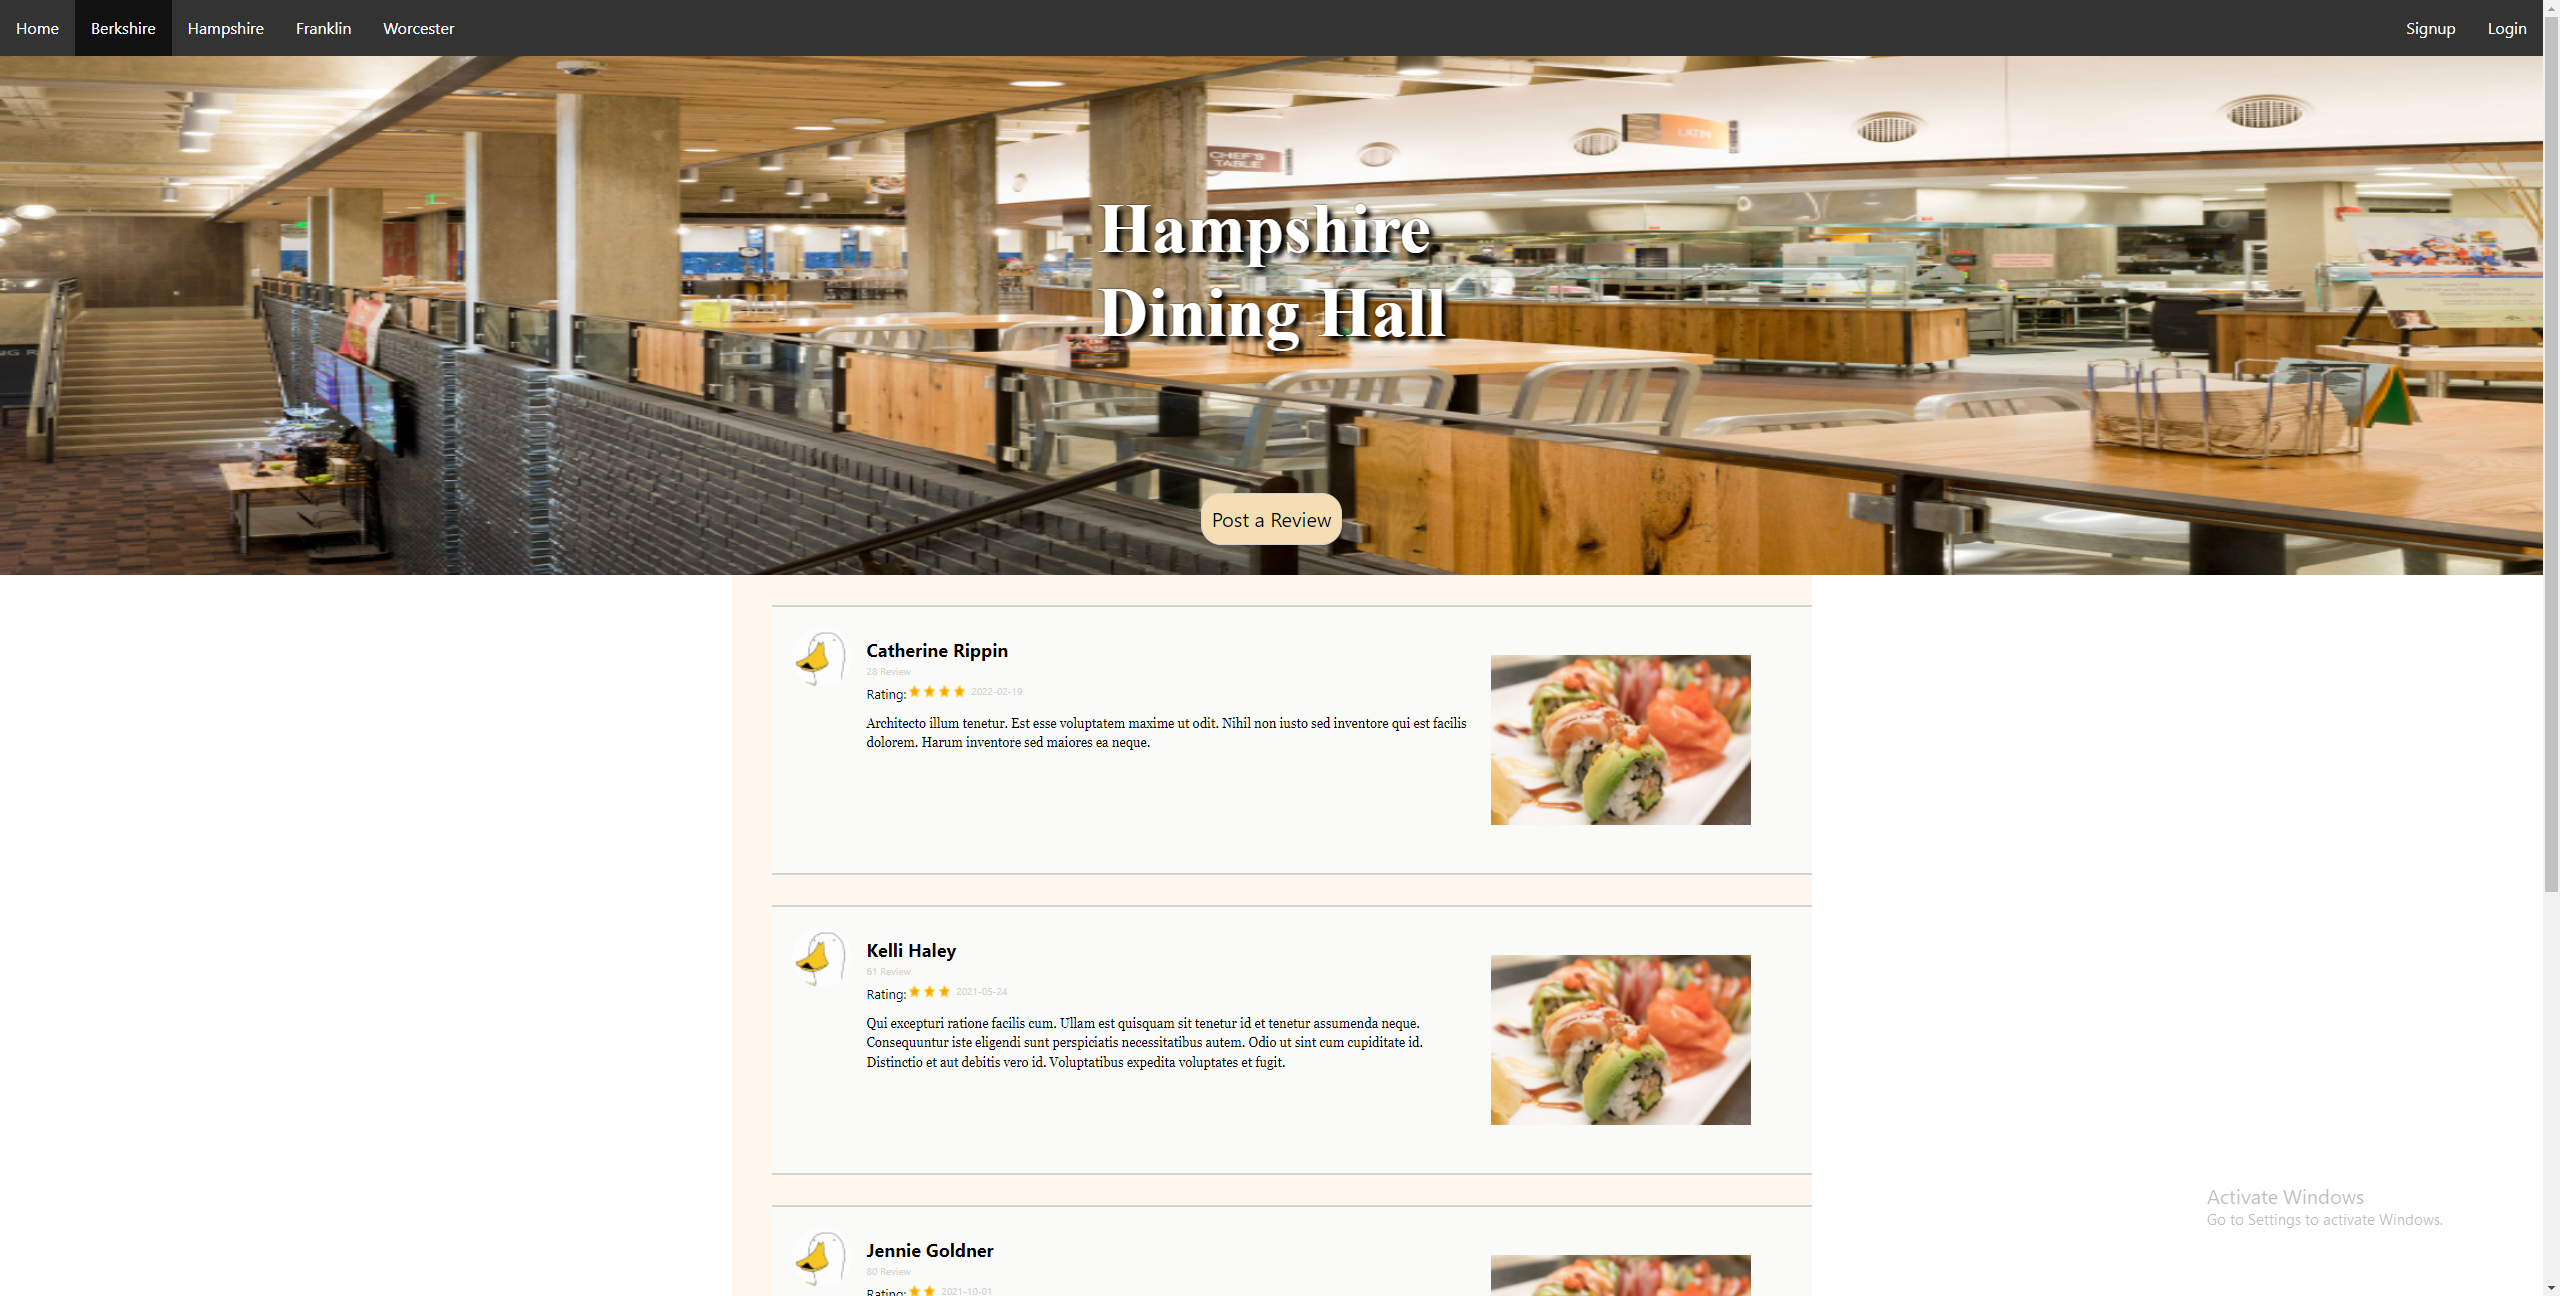 Home Berkshire Hampshire Franklin Worcester Signup Login
CHEF'S
TABLE
LATIN
NG R
Hampshire
Dining Hall
Post a Review
Catherine Rippin
28 Review
Rating: 2022-02-19
Architecto illum tenetur. Est esse voluptatem maxime ut odit. Nihil non iusto sed inventore qui est facilis
dolorem. Harum inventore sed maiores ea neque.
Kelli Haley
61 Review
Rating: 2021-05-24
Qui excepturi ratione facilis cum. Ullam est quisquam sit tenetur id et tenetur assumenda neque.
Consequuntur iste eligendi sunt perspiciatis necessitatibus autem. Odio ut sint cum cupiditate id.
Distinctio et aut debitis vero id. Voluptatibus expedita voluptates et fugit.
Activate Windows
Go to Settings to activate Windows.
Jennie Goldner
80 Review
Rating: 2021-10-01